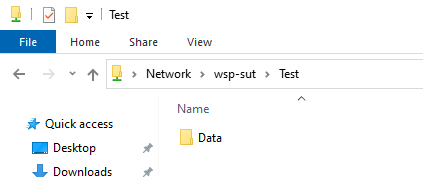 Test
File Home Share View
Network wsp-sut Test
Name
Quick access
Data
Desktop
Downloads